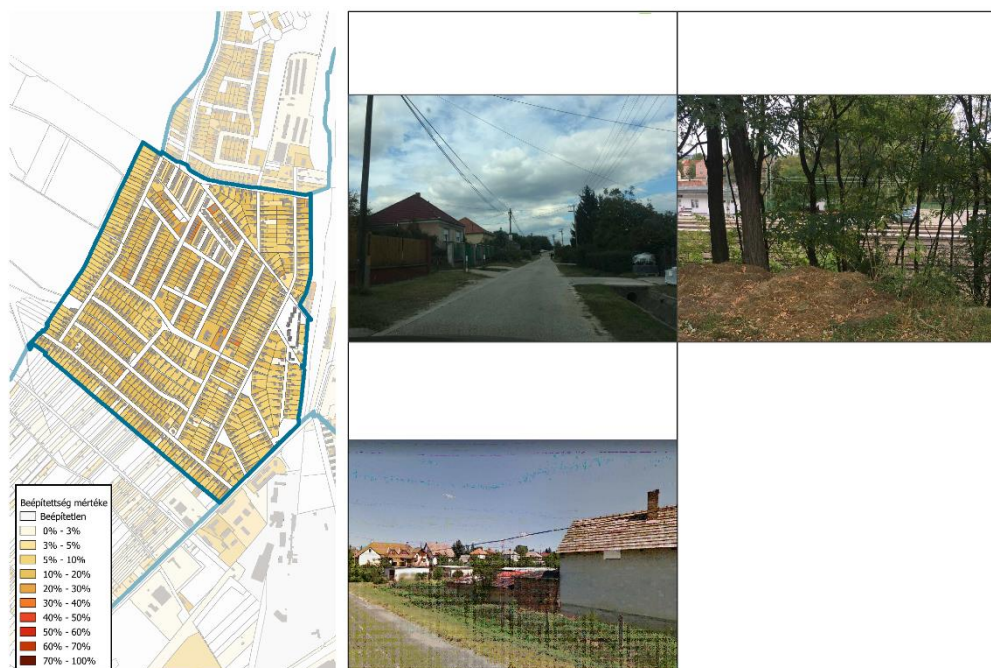 Beépítettség mértéke
Beépítetlen
0% - 3%
3% - 5%
5% - 10%
10% - 20%
20% - 30%
30% - 40%
40% - 50%
50% - 60%
60% - 70%
70% - 100%